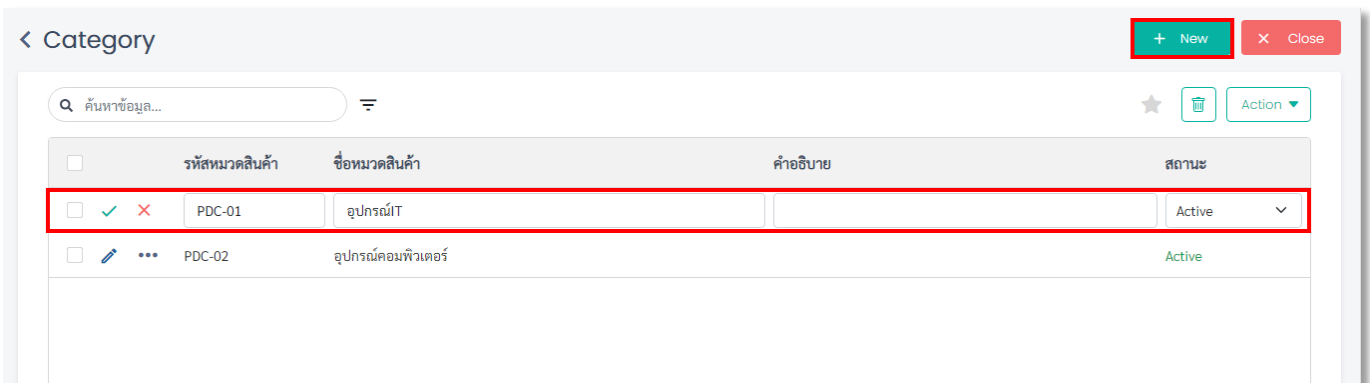 Category
+ New
× Close
ค้นหาข้อมูล...
Action
รหัสหมวดสินค้า ชื่อหมวดสินค้า คำอธิบาย สถานะ
PDC-01 อุปกรณ์IT Active
PDC-02 อุปกรณ์คอมพิวเตอร์ Active